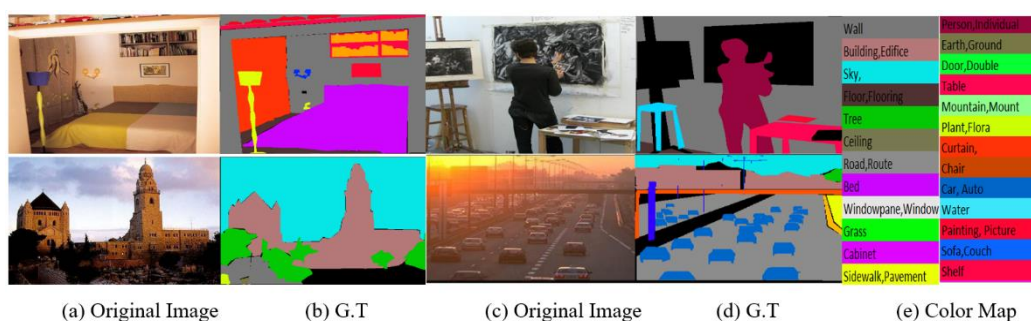 Wall
Building,Edifice
Sky,
Floor,Flooring
Tree
Ceiling
Road,Route
Bed
Windowpane,Window
Grass
Cabinet
Sidewalk,Pavement
Person,Individual
Earth,Ground
Door,Double
Table
Mountain,Mount
Plant,Flora
Curtain,
Chair
Car, Auto
Water
Painting, Picture
Sofa,Couch
Shelf
(a) Original Image
(b) G.T
(c) Original Image
(d) G.T
(e) Color Map